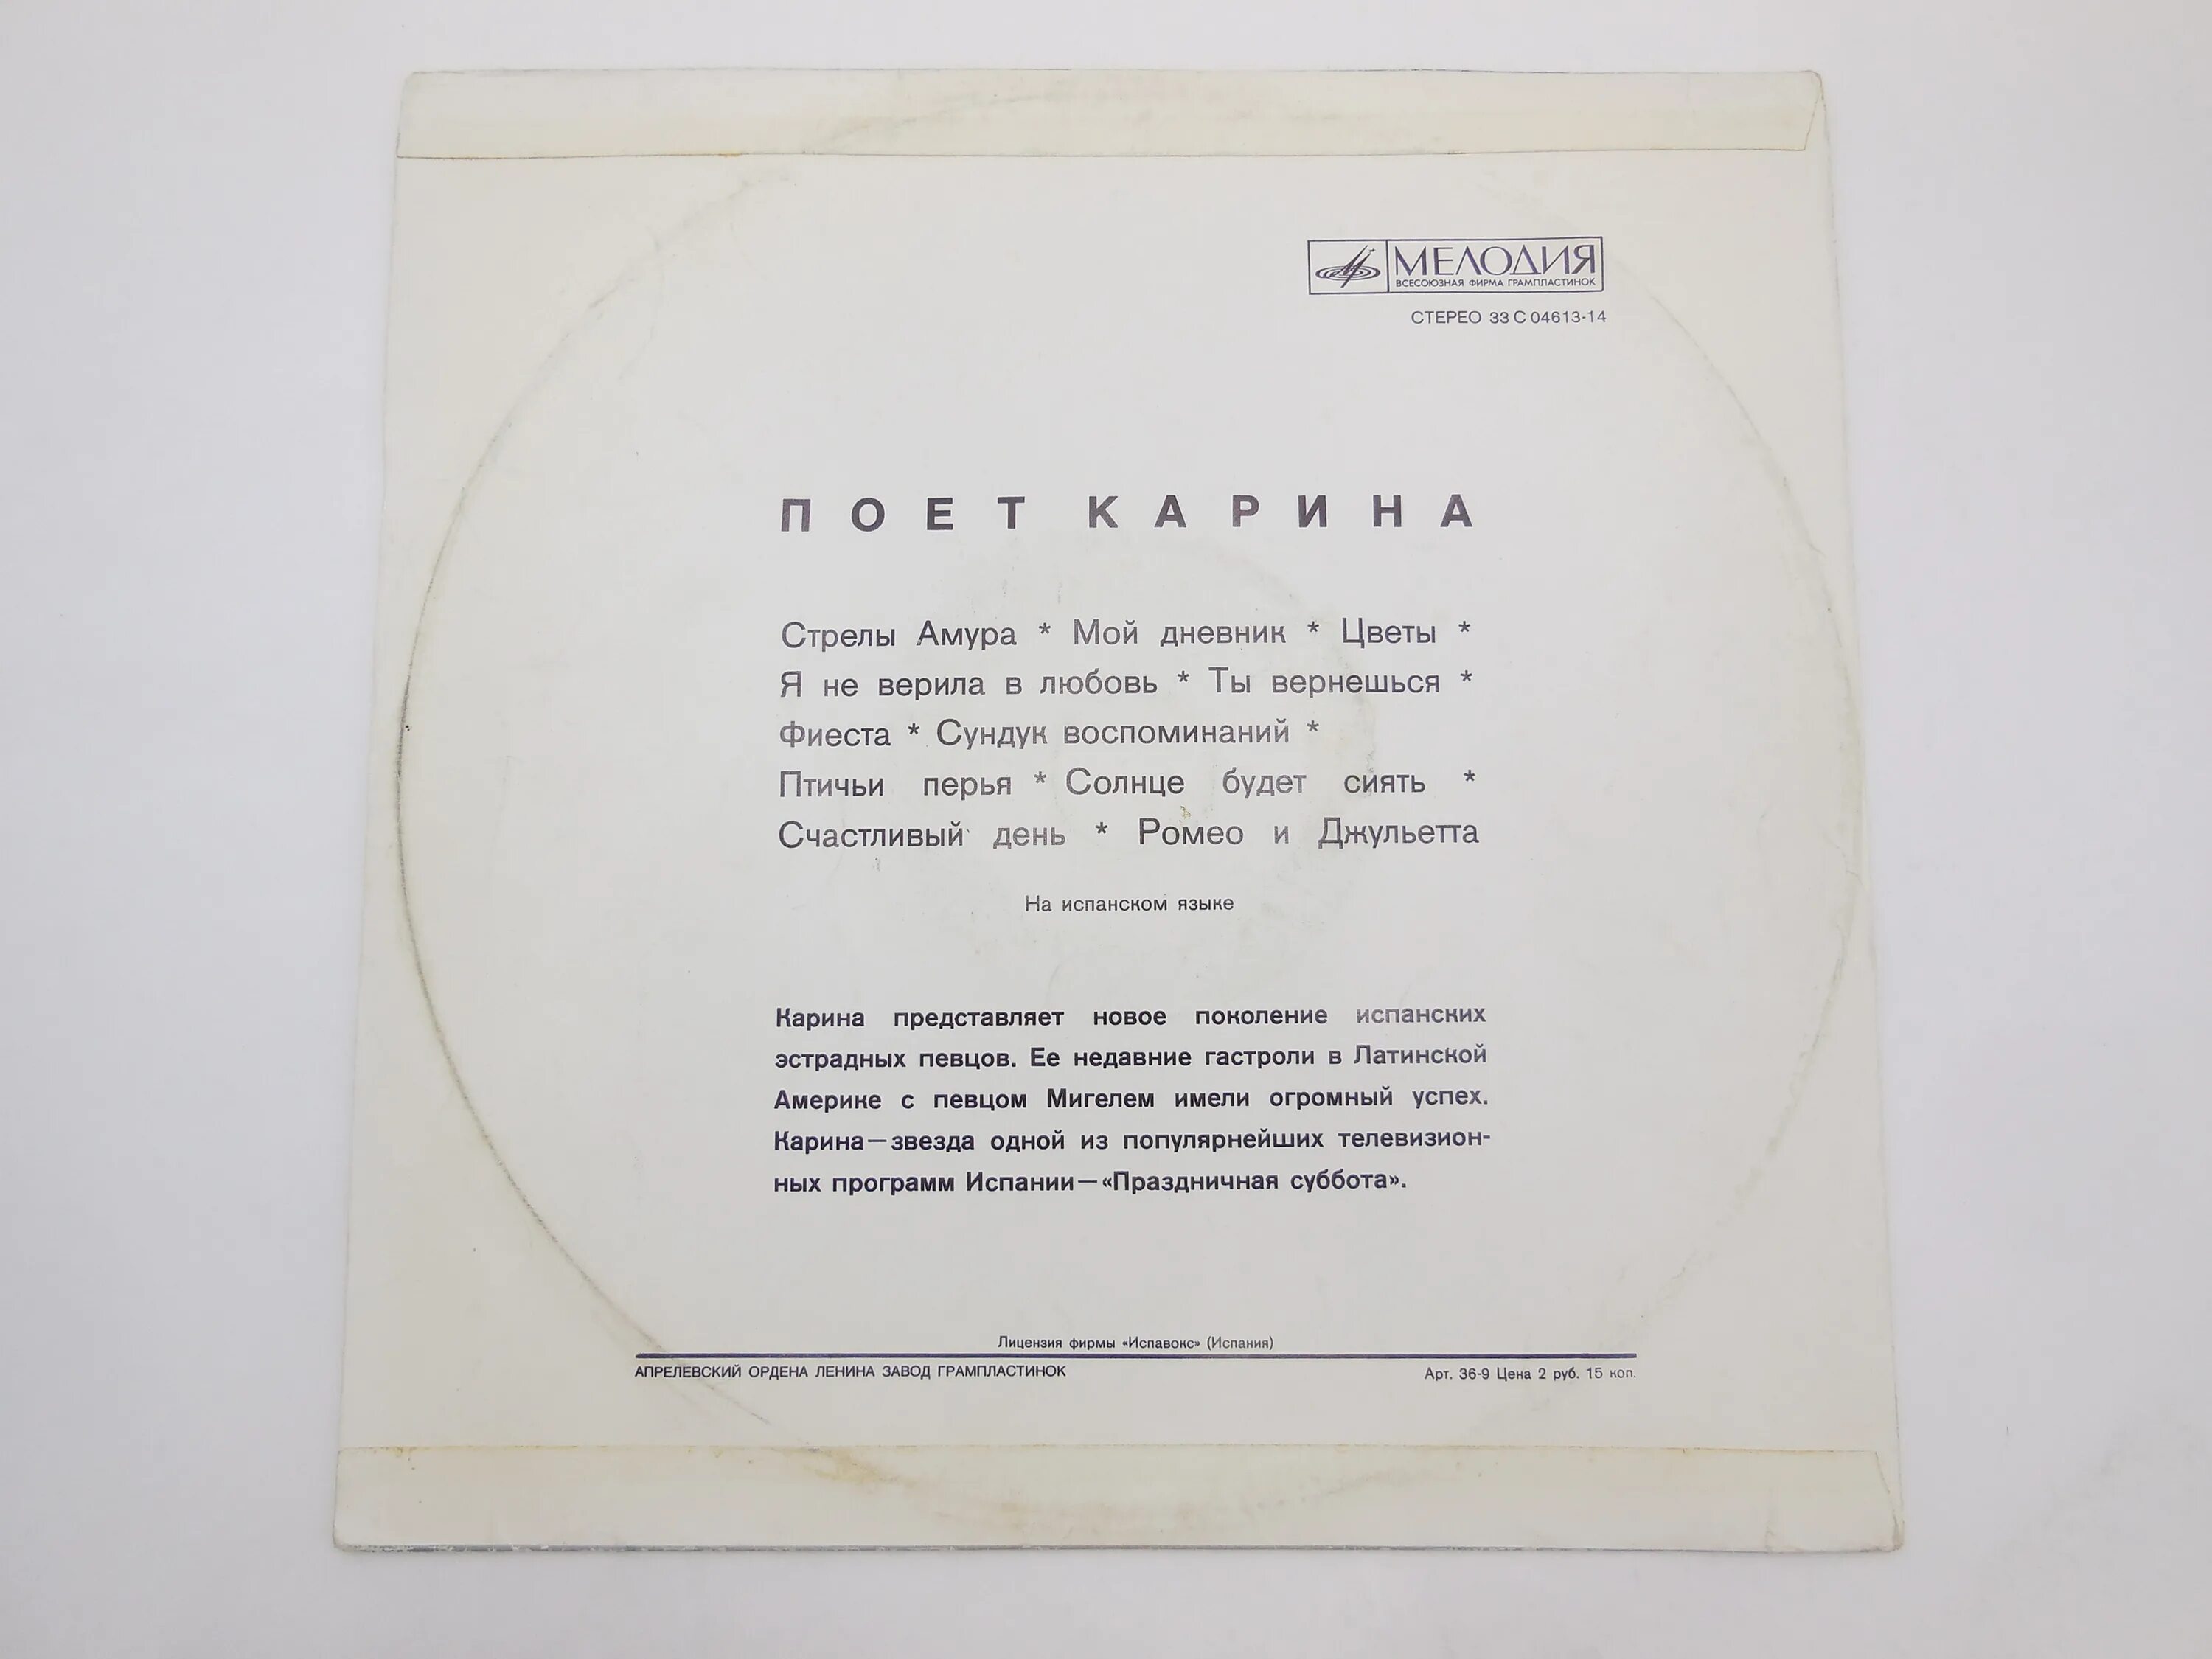 МЕЛОДИЯ
ВСЕСОЮЗНАЯ ФИРМА ГРАМПЛАСТИНОК
СТЕРЕО 33 С 04613-14
ПОЕТ КАРИНА
Стрелы Амура * Мой дневник * Цветы *
Я не верила в любовь * Ты вернешься *
Фиеста * Сундук воспоминаний *
Птичьи перья * Солнце будет сиять *
Счастливый день * Ромео и Джульетта
На испанском языке
Карина представляет новое поколение испанских
эстрадных певцов. Ее недавние гастроли в Латинской
Америке с певцом Мигелем имели огромный успех.
Карина—звезда одной из популярнейших телевизион-
ных программ Испании—«Праздничная суббота».
Лицензия фирмы «Испавокс» (Испания)
АПРЕЛЕВСКИЙ ОРДЕНА ЛЕНИНА ЗАВОД ГРАМПЛАСТИНОК
Арт. 36-9 Цена 2 руб. 15 коп.